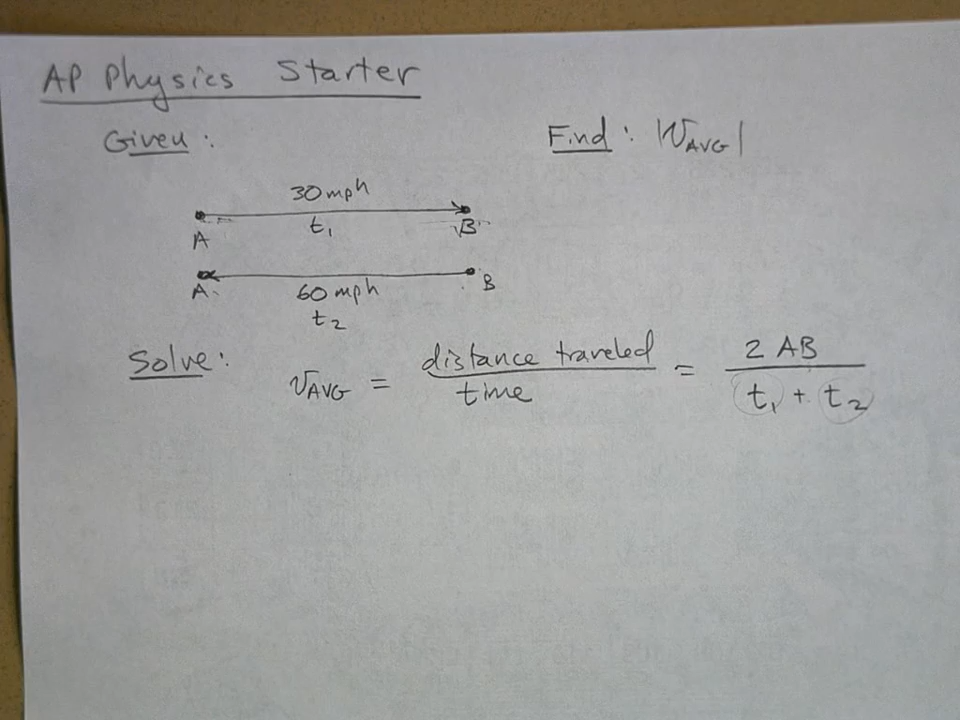 AP Physics Starter
Given: Find: |v_AVG|
30 mph
t₁
A B
A B
60 mph
t₂
Solve: v_AVG = distance traveled / time = 2 AB / (t₁ + t₂)